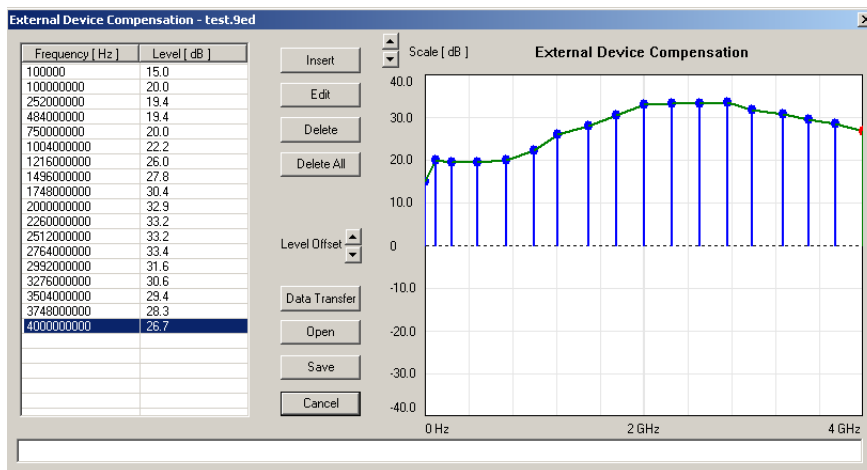 External Device Compensation - test.9ed
Frequency [ Hz ] Level [ dB ]
100000 15.0
100000000 20.0
252000000 19.4
484000000 19.4
750000000 20.0
1004000000 22.2
1216000000 26.0
1496000000 27.8
1748000000 30.4
2000000000 32.9
2260000000 33.2
2512000000 33.2
2764000000 33.4
2992000000 31.6
3276000000 30.6
3504000000 29.4
3748000000 28.3
4000000000 26.7
Insert
Edit
Delete
Delete All
Level Offset
Data Transfer
Open
Save
Cancel
Scale [ dB ]
External Device Compensation
40.0
30.0
20.0
10.0
0
-10.0
-20.0
-30.0
-40.0
0 Hz 2 GHz 4 GHz